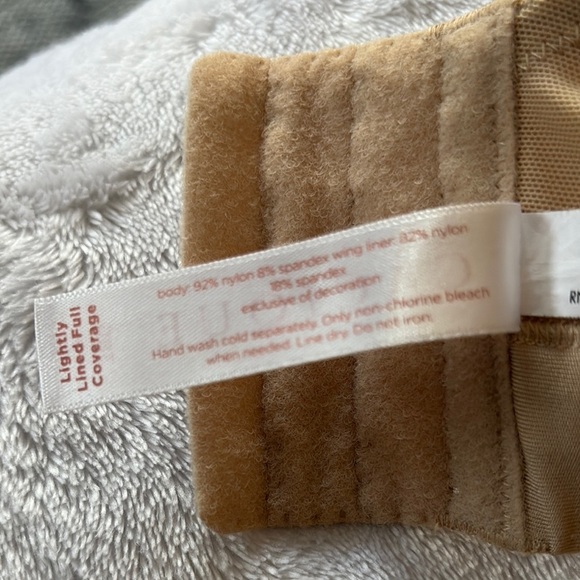 Lightly
Lined Full
Coverage
body: 92% nylon 8% spandex wing liner: 82% nylon
18% spandex
exclusive of decoration
Hand wash cold separately. Only non-chlorine bleach
when needed. Line dry. Do not iron.